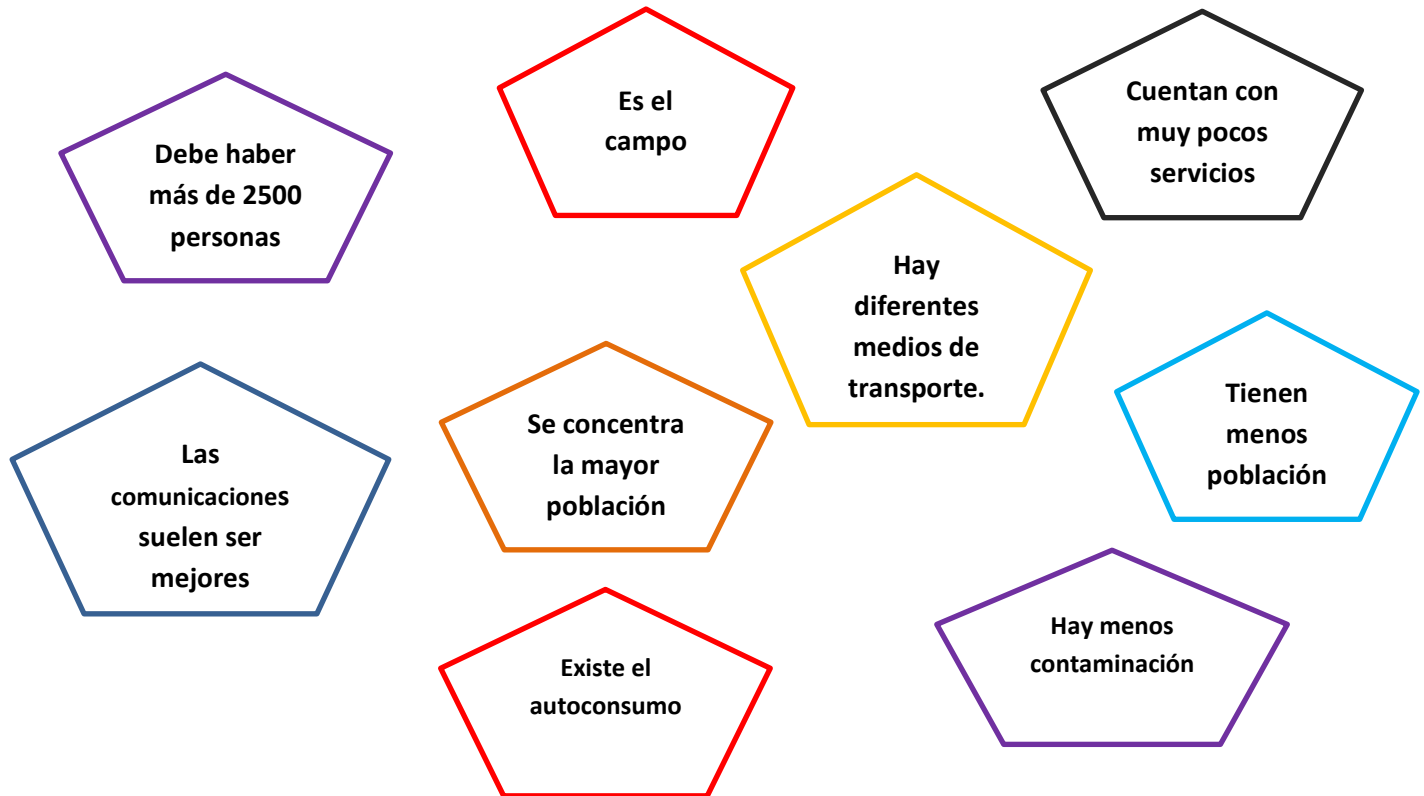 Es el
campo
Cuentan con
muy pocos
servicios
Debe haber
más de 2500
personas
Hay
diferentes
medios de
transporte.
Las
comunicaciones
suelen ser
mejores
Se concentra
la mayor
población
Tienen
menos
población
Existe el
autoconsumo
Hay menos
contaminación